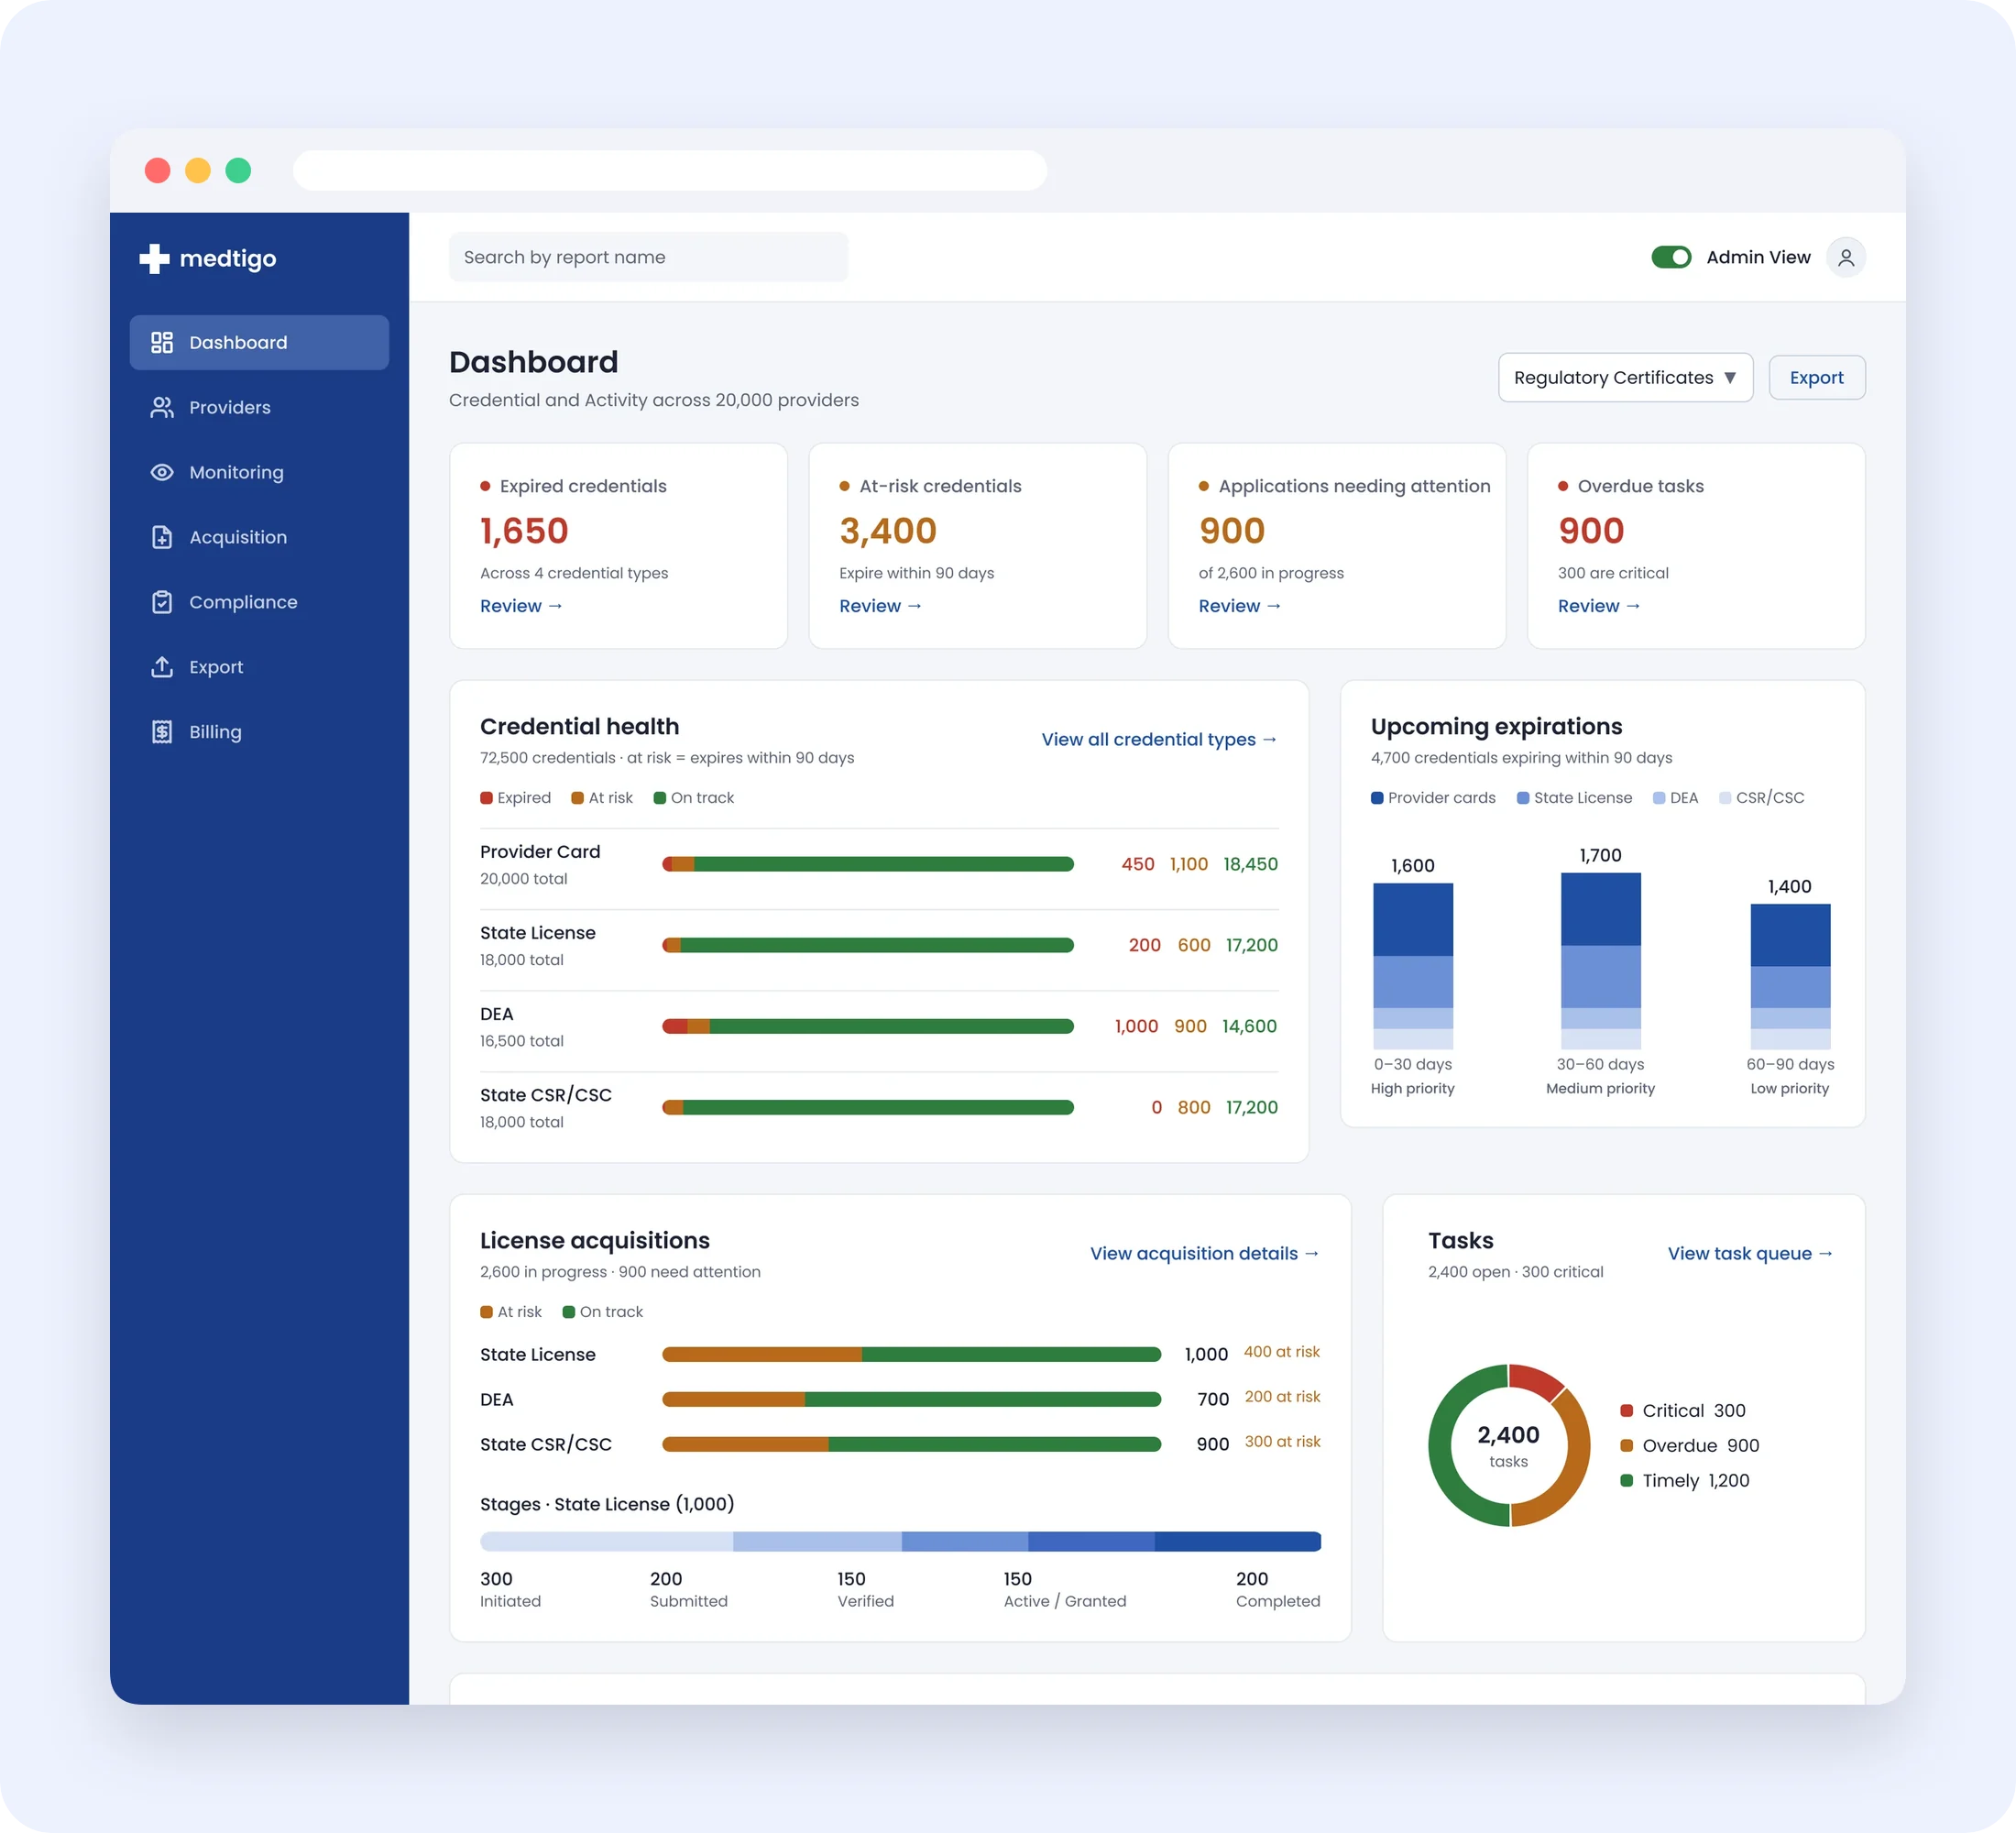 medtigo
Search by report name
Admin View
Dashboard
Providers
Monitoring
Acquisition
Compliance
Export
Billing
Dashboard
Credential and Activity across 20,000 providers
Regulatory Certificates ▼
Export
Expired credentials
1,650
Across 4 credential types
Review →
At-risk credentials
3,400
Expire within 90 days
Review →
Applications needing attention
900
of 2,600 in progress
Review →
Overdue tasks
900
300 are critical
Review →
Credential health
72,500 credentials · at risk = expires within 90 days
View all credential types →
Expired At risk On track
Provider Card
20,000 total
450 1,100 18,450
State License
18,000 total
200 600 17,200
DEA
16,500 total
1,000 900 14,600
State CSR/CSC
18,000 total
0 800 17,200
Upcoming expirations
4,700 credentials expiring within 90 days
Provider cards State License DEA CSR/CSC
1,600
1,700
1,400
0–30 days
High priority
30–60 days
Medium priority
60–90 days
Low priority
License acquisitions
2,600 in progress · 900 need attention
View acquisition details →
At risk On track
State License 1,000 400 at risk
DEA 700 200 at risk
State CSR/CSC 900 300 at risk
Stages · State License (1,000)
300 200 150 150 200
Initiated Submitted Verified Active / Granted Completed
Tasks
2,400 open · 300 critical
View task queue →
2,400
tasks
Critical 300
Overdue 900
Timely 1,200